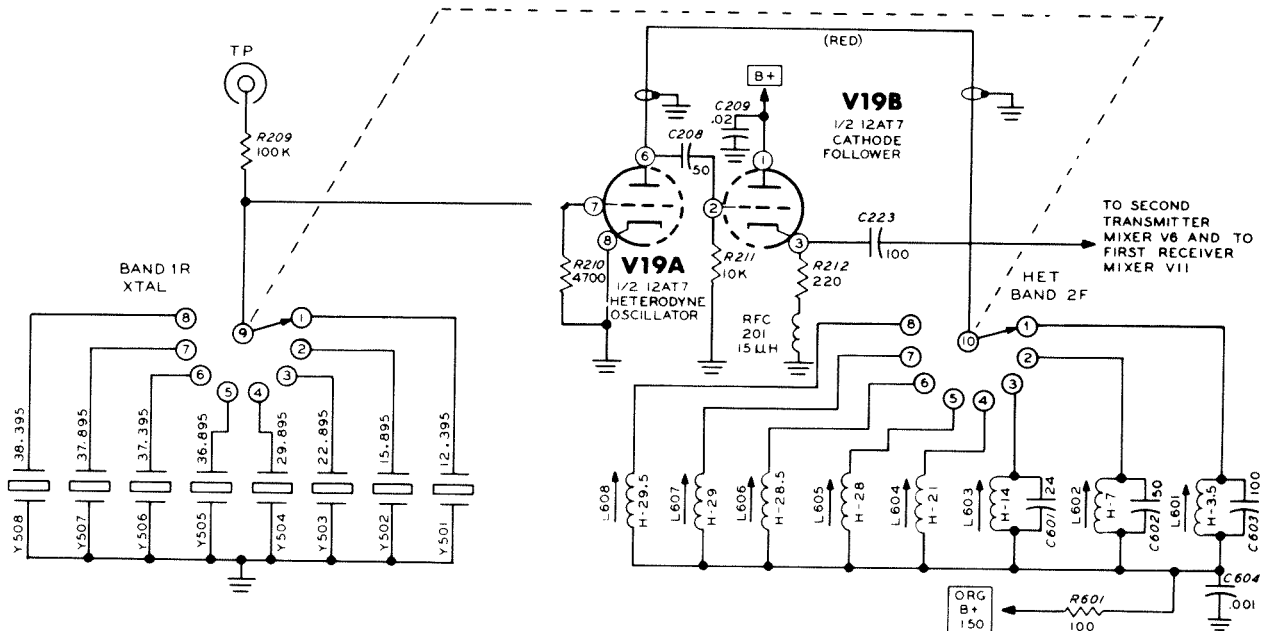 TP
R209
100K
BAND 1R
XTAL
8
7
6
5
4
3
2
1
9
38.395
37.895
37.395
36.895
29.895
22.895
15.895
12.395
Y508
Y507
Y506
Y505
Y504
Y503
Y502
Y501
(RED)
B+
C209
.02
C208
50
6
7
8
1
2
3
V19B
1/2 12AT7
CATHODE
FOLLOWER
V19A
1/2 12AT7
HETERODYNE
OSCILLATOR
R210
4700
R211
10K
R212
220
RFC
201
15µH
C223
100
TO SECOND
TRANSMITTER
MIXER V6 AND TO
FIRST RECEIVER
MIXER V11
HET
BAND 2F
8
7
6
5
4
3
2
1
10
L608
H-29.5
L607
H-29
L606
H-28.5
L605
H-28
L604
H-21
L603
H-14
C601
24
L602
H-7
C602
50
L601
H-3.5
C603
100
C604
.001
R601
100
ORG
B+
150